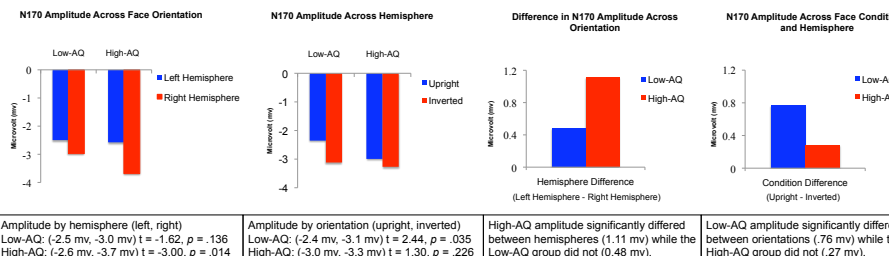 N170 Amplitude Across Face Orientation
Low-AQ High-AQ
0
-1
-2
-3
-4
Microvolt (mv)
Left Hemisphere
Right Hemisphere
N170 Amplitude Across Hemisphere
Low-AQ High-AQ
0
-1
-2
-3
-4
Microvolt (mv)
Upright
Inverted
Difference in N170 Amplitude Across
Orientation
1.2
0.8
0.4
0
Microvolt (mv)
Low-AQ
High-AQ
Hemisphere Difference
(Left Hemisphere - Right Hemisphere)
N170 Amplitude Across Face Condit
and Hemisphere
1.2
0.8
0.4
0
Microvolt (mv)
Low-A
High-A
Condition Difference
(Upright - Inverted)
Amplitude by hemisphere (left, right)
Low-AQ: (-2.5 mv, -3.0 mv) t = -1.62, p = .136
High-AQ: (-2.6 mv, -3.7 mv) t = -3.00, p = .014
Amplitude by orientation (upright, inverted)
Low-AQ: (-2.4 mv, -3.1 mv) t = 2.44, p = .035
High-AQ: (-3.0 mv, -3.3 mv) t = 1.30, p = .226
High-AQ amplitude significantly differed
between hemispheres (1.11 mv) while the
Low-AQ group did not (0.48 mv).
Low-AQ amplitude significantly differe
between orientations (.76 mv) while t
High-AQ group did not (.27 mv).